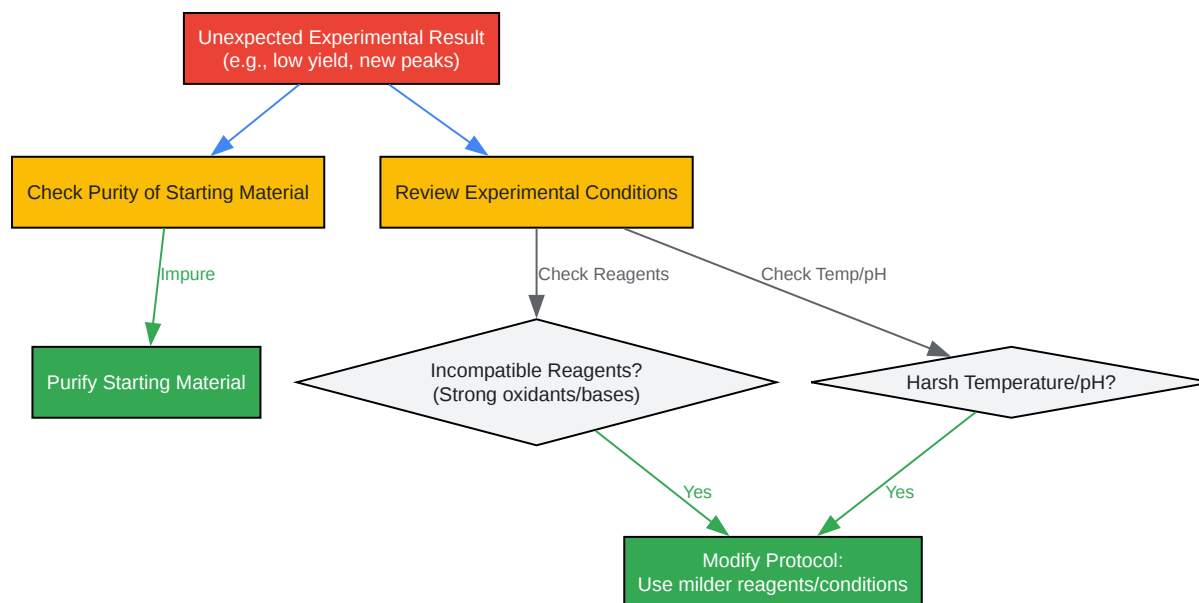 Unexpected Experimental Result
(e.g., low yield, new peaks)
Check Purity of Starting Material
Review Experimental Conditions
Impure
Check Reagents
Check Temp/pH
Purify Starting Material
Incompatible Reagents?
(Strong oxidants/bases)
Harsh Temperature/pH?
Yes
Yes
Modify Protocol:
Use milder reagents/conditions